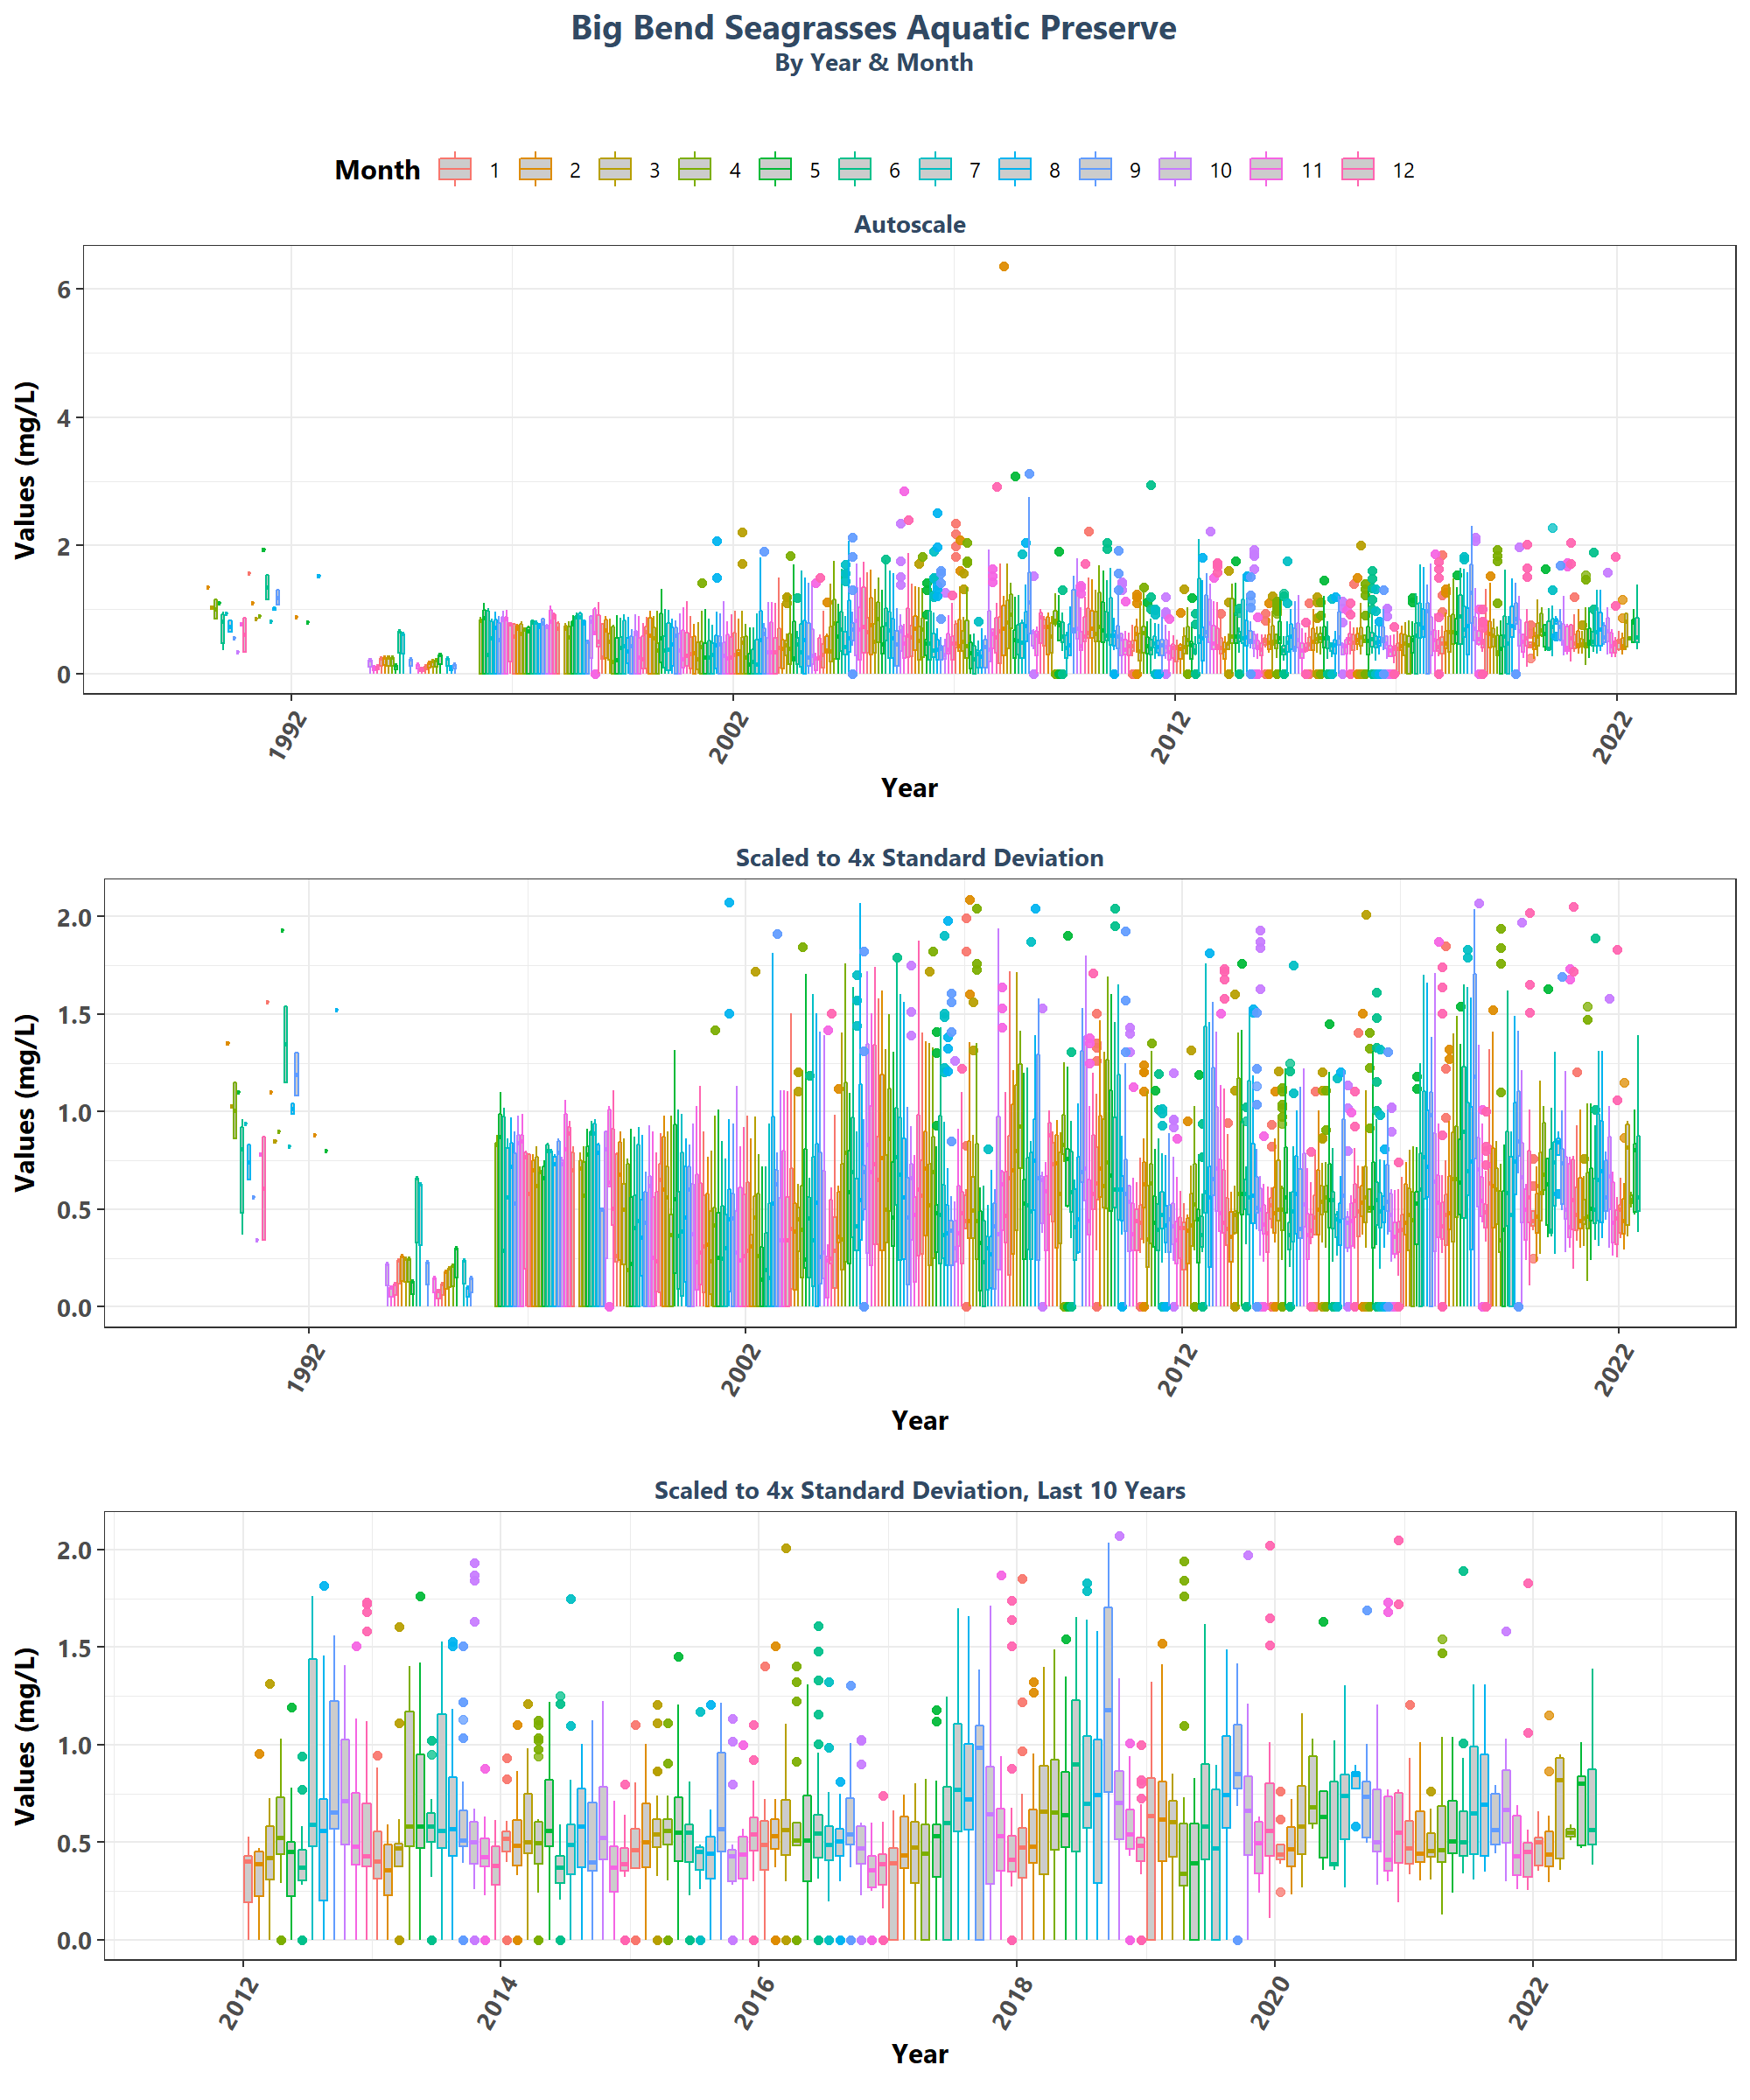 Big Bend Seagrasses Aquatic Preserve
By Year & Month
Month 1 2 3 4 5 6 7 8 9 10 11 12
Autoscale
Values (mg/L)
6
4
2
0
1992 2002 2012 2022
Year
Scaled to 4x Standard Deviation
Values (mg/L)
2.0
1.5
1.0
0.5
0.0
1992 2002 2012 2022
Year
Scaled to 4x Standard Deviation, Last 10 Years
Values (mg/L)
2.0
1.5
1.0
0.5
0.0
2012 2014 2016 2018 2020 2022
Year